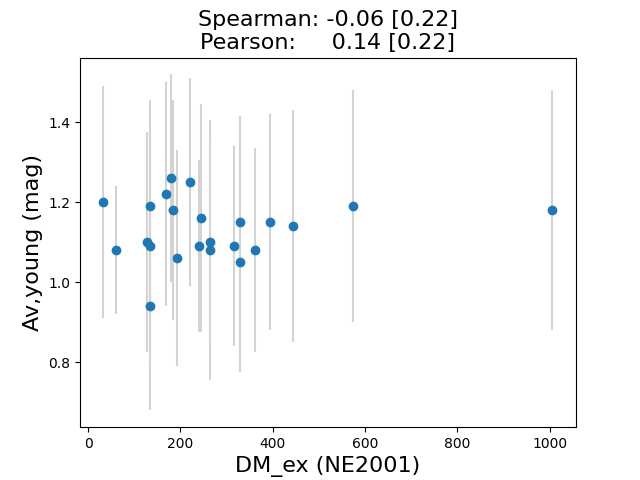 Spearman: -0.06 [0.22]
Pearson: 0.14 [0.22]
Av,young (mag)
1.4
1.2
1.0
0.8
0 200 400 600 800 1000
DM_ex (NE2001)